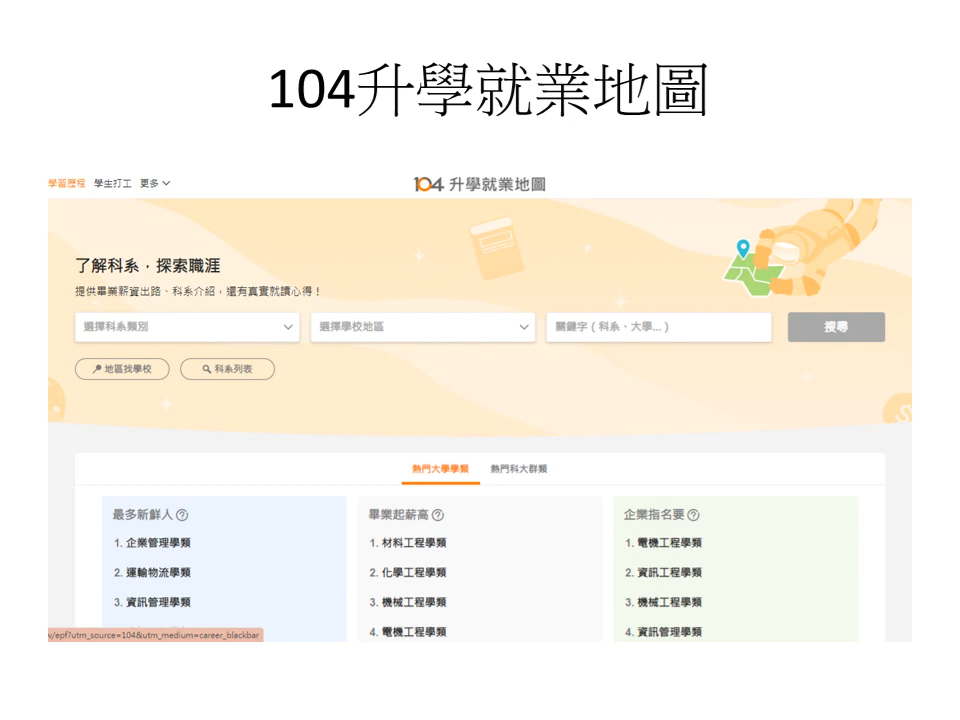 104升學就業地圖
學習歷程 學生打工 更多
104 升學就業地圖
了解科系，探索職涯
提供畢業薪資出路、科系介紹，還有真實就讀心得！
選擇科系類別 選擇學校地區 關鍵字 ( 科系、大學... ) 搜尋
地區找學校 科系列表
熱門大學學類 熱門科大群類
最多新鮮人 畢業起薪高 企業指名要
1. 企業管理學類 1. 材料工程學類 1. 電機工程學類
2. 運輸物流學類 2. 化學工程學類 2. 資訊工程學類
3. 資訊管理學類 3. 機械工程學類 3. 機械工程學類
4. 電機工程學類 4. 資訊管理學類
/epf?utm_source=104&utm_medium=career_blackbar